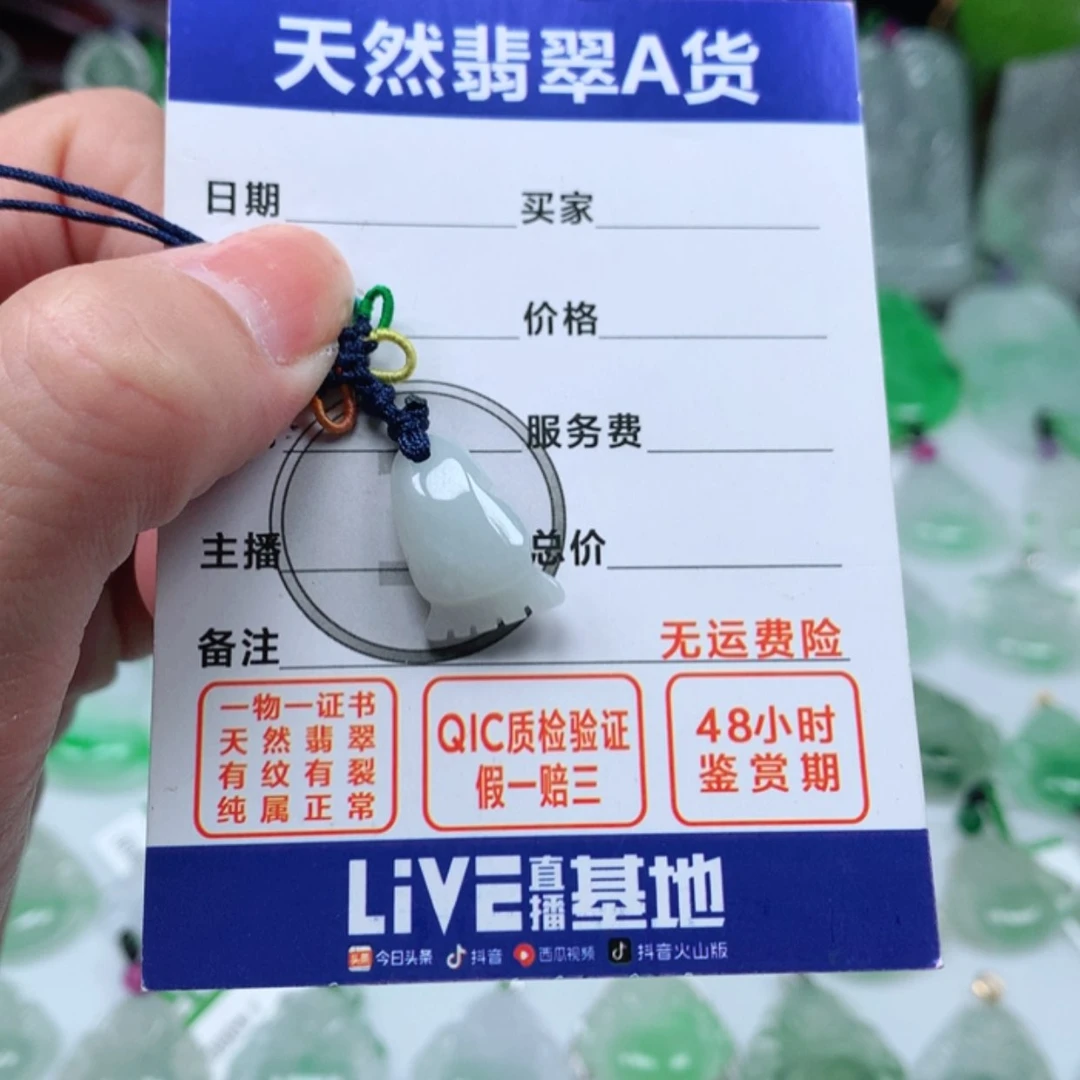 天然翡翠A货
日期 买家
价格
服务费
主播 总价
备注 无运费险
一物一证书
天然翡翠
有纹有裂
纯属正常
QIC质检验证
假一赔三
48小时
鉴赏期
LiVE直播基地
头条 今日头条 抖音 西瓜视频 抖音火山版